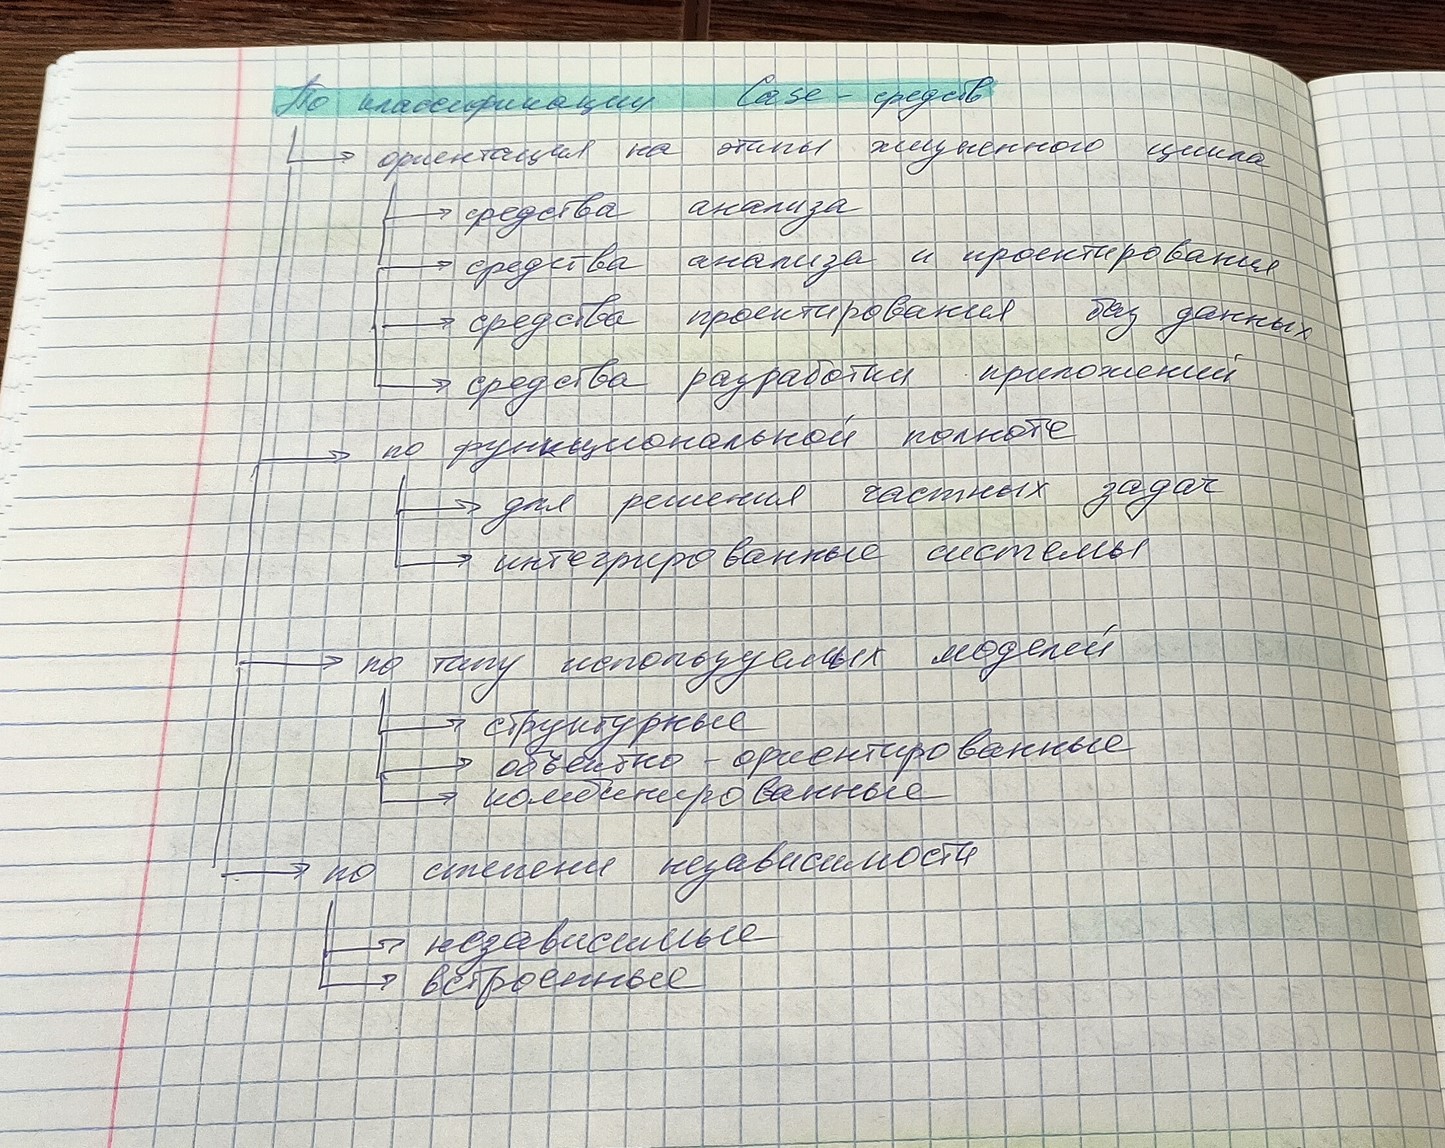 По классификации Case - средств
ориентация на этапы жизненного цикла
средства анализа
средства анализа и проектирования
средства проектирования баз данных
средства разработки приложений
по функциональной полноте
для решения частных задач
интегрированные системы
по типу используемых моделей
структурные
объектно - ориентированные
комбинированные
по степени независимости
независимые
встроенные